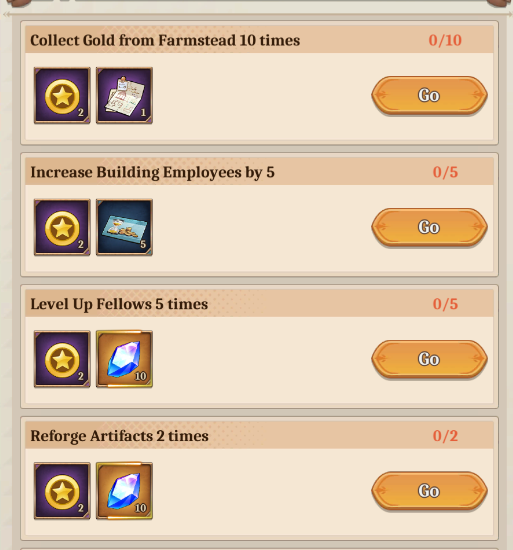 Collect Gold from Farmstead 10 times 0/10
2 1 Go
Increase Building Employees by 5 0/5
2 5 Go
Level Up Fellows 5 times 0/5
2 10 Go
Reforge Artifacts 2 times 0/2
2 10 Go